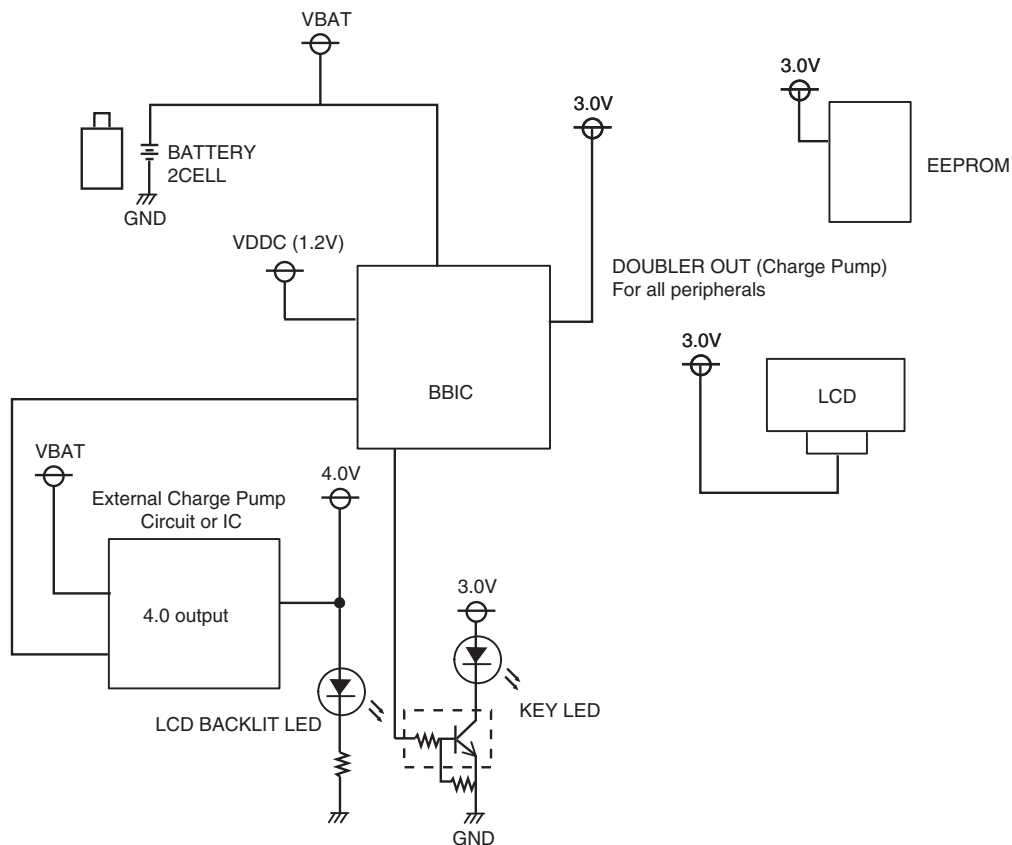 VBAT
3.0V
3.0V
BATTERY
2CELL
EEPROM
GND
VDDC (1.2V)
DOUBLER OUT (Charge Pump)
For all peripherals
3.0V
BBIC
LCD
VBAT
4.0V
External Charge Pump
Circuit or IC
3.0V
4.0 output
LCD BACKLIT LED
KEY LED
GND